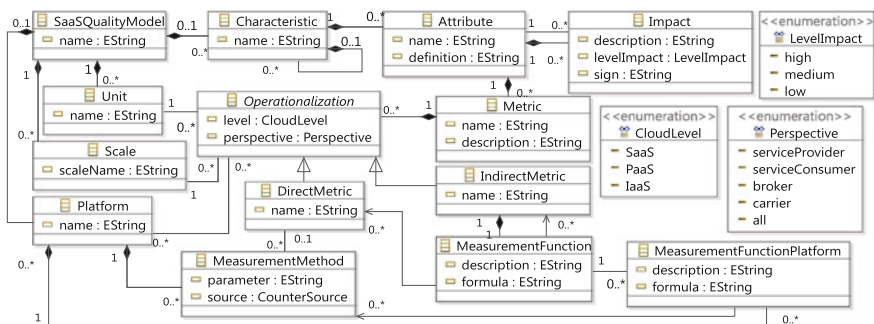 SaaSQualityModel
name : EString
Characteristic
name : EString
Attribute
name : EString
definition : EString
Impact
description : EString
levelImpact : LevelImpact
sign : EString
<<enumeration>>
LevelImpact
high
medium
low
0..1
0..1
0..*
0..1
0..*
1
0..*
1
0..*
1
0..*
1
0..*
1
0..*
Unit
name : EString
1
0..*
Operationalization
level : CloudLevel
perspective : Perspective
0..*
1
Metric
name : EString
description : EString
<<enumeration>>
CloudLevel
SaaS
PaaS
IaaS
<<enumeration>>
Perspective
serviceProvider
serviceConsumer
broker
carrier
all
0..*
Scale
scaleName : EString
1
0..*
0..*
IndirectMetric
name : EString
DirectMetric
name : EString
Platform
name : EString
0..*
0..*
0..*
0..1
0..*
1
1
MeasurementFunction
description : EString
formula : EString
1
0..*
MeasurementFunctionPlatform
description : EString
formula : EString
0..*
1
0..*
MeasurementMethod
parameter : EString
source : CounterSource
0..*
0..*
1
0..*